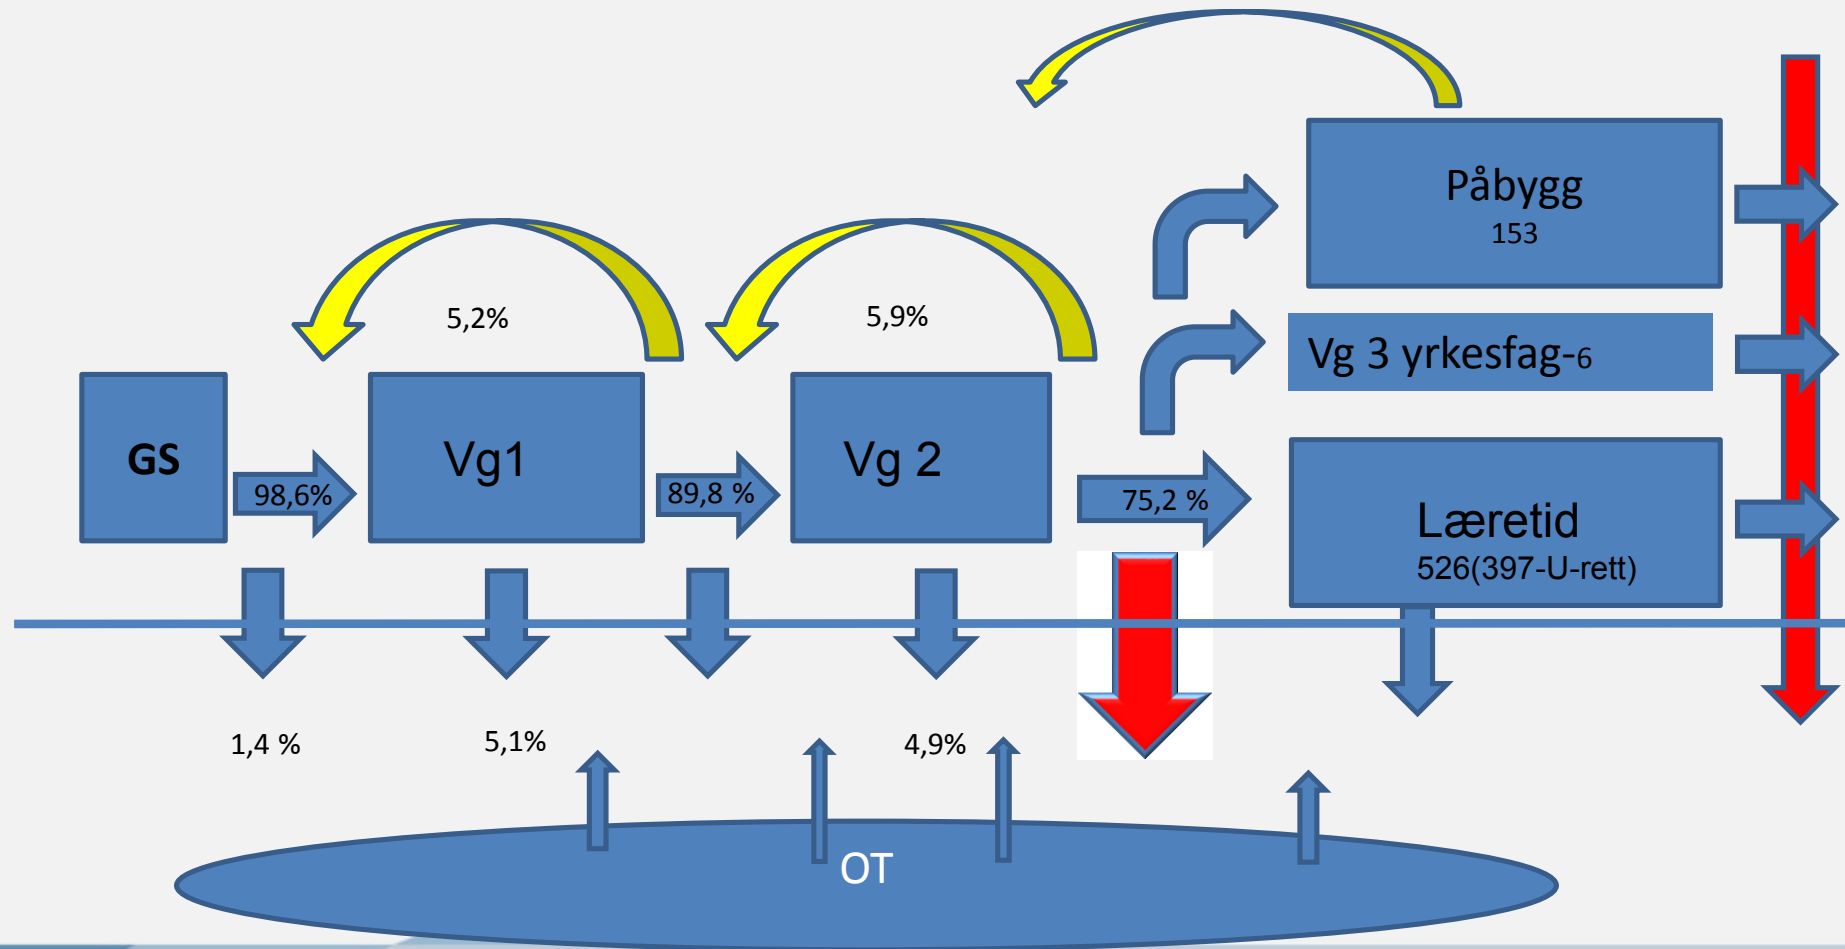 Påbygg
153
5,2%
5,9%
Vg 3 yrkesfag-6
GS
Vg1
Vg 2
98,6%
89,8 %
75,2 %
Læretid
526(397-U-rett)
1,4 %
5,1%
4,9%
OT